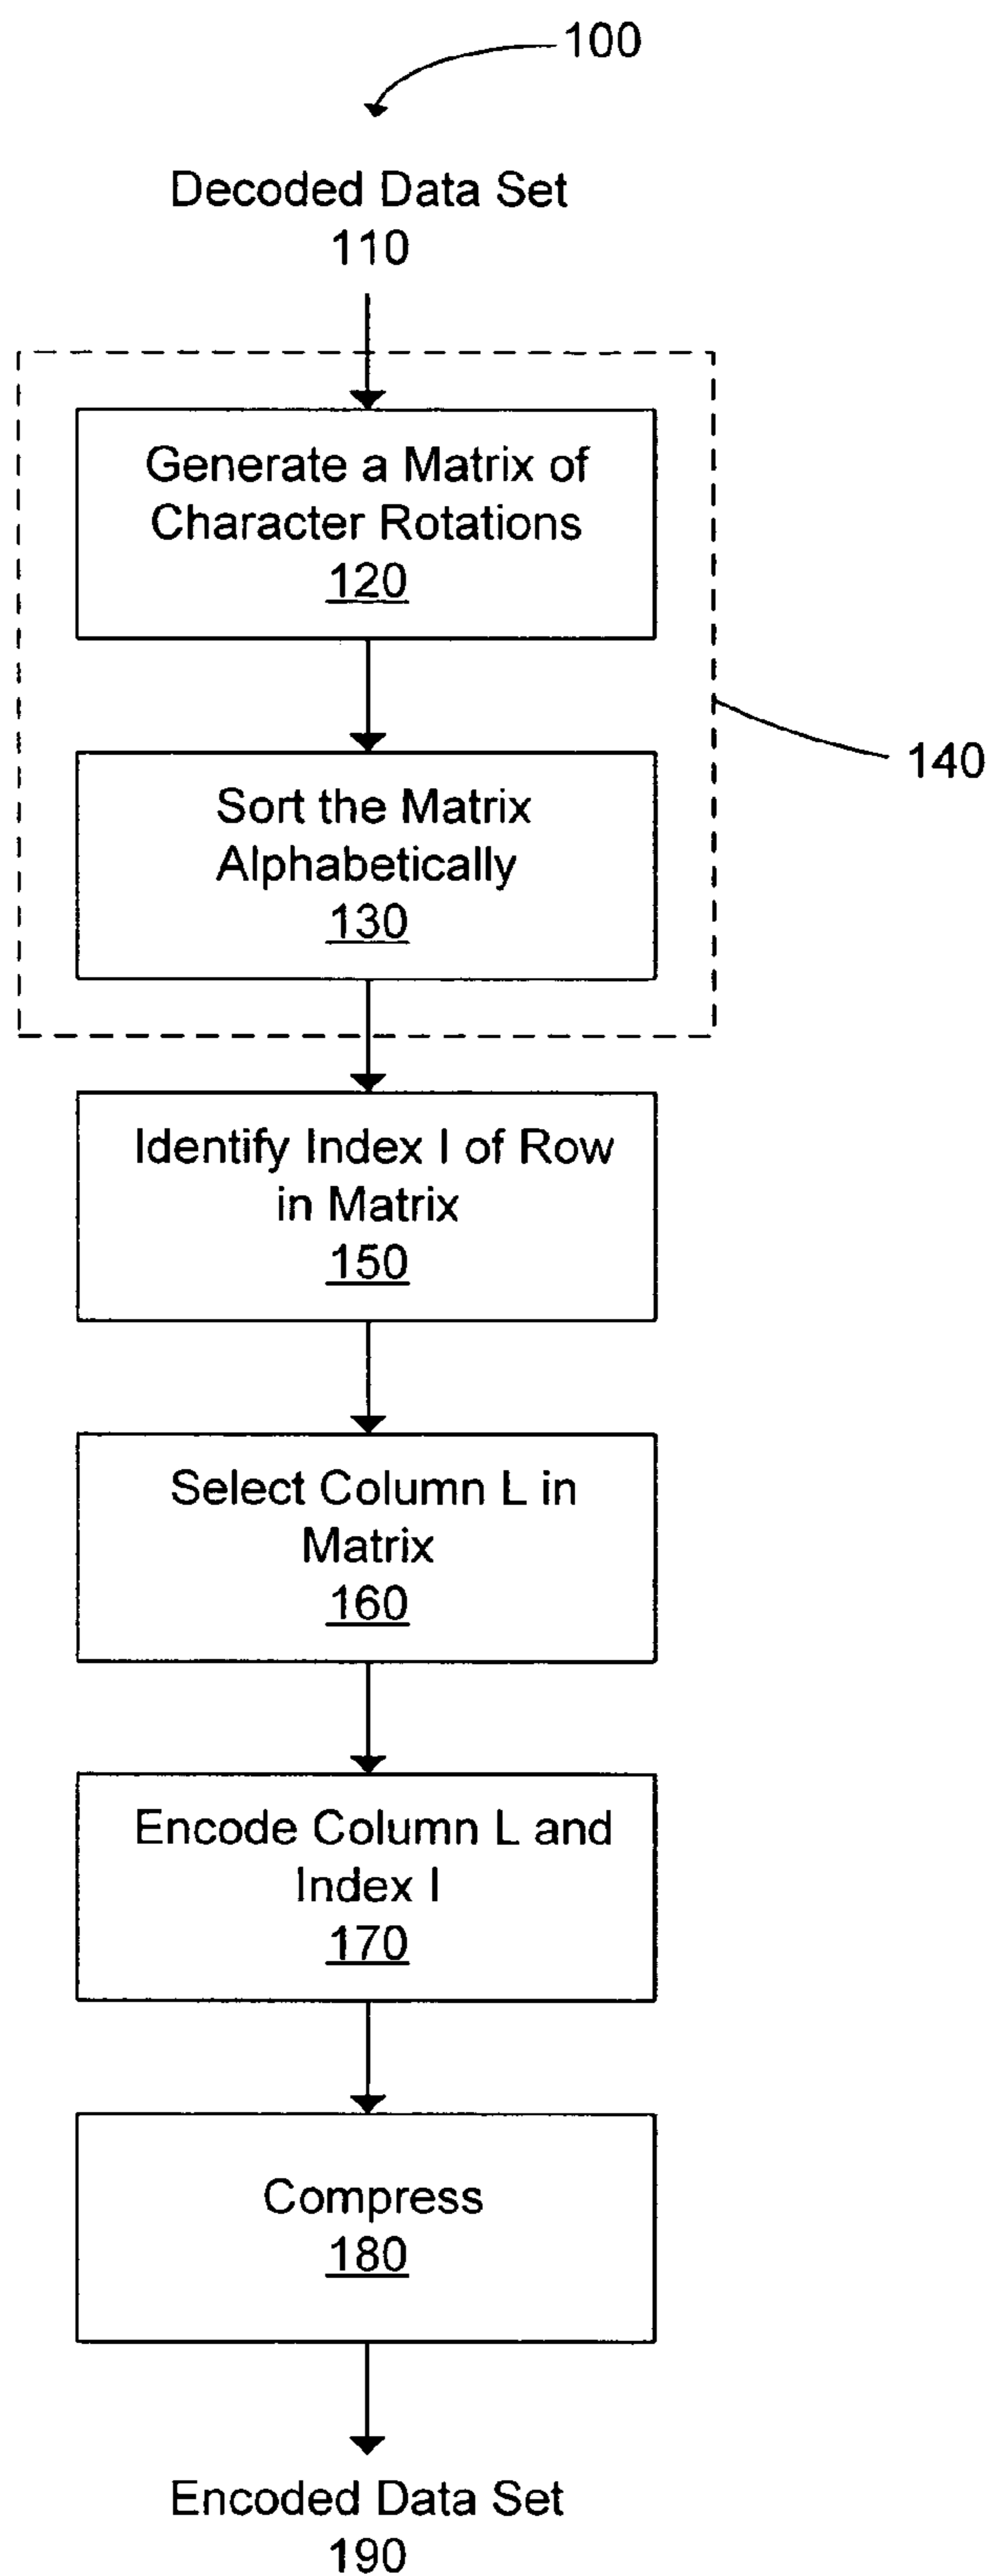 100
Decoded Data Set
110
Generate a Matrix of
Character Rotations
120
Sort the Matrix
Alphabetically
130
140
Identify Index I of Row
in Matrix
150
Select Column L in
Matrix
160
Encode Column L and
Index I
170
Compress
180
Encoded Data Set
190